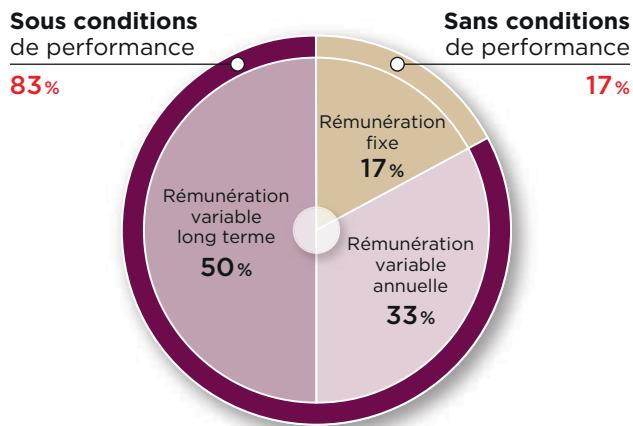 Sous conditions
de performance
83%
Sans conditions
de performance
17%
Rémunération
fixe
17%
Rémunération
variable
long terme
50%
Rémunération
variable
annuelle
33%